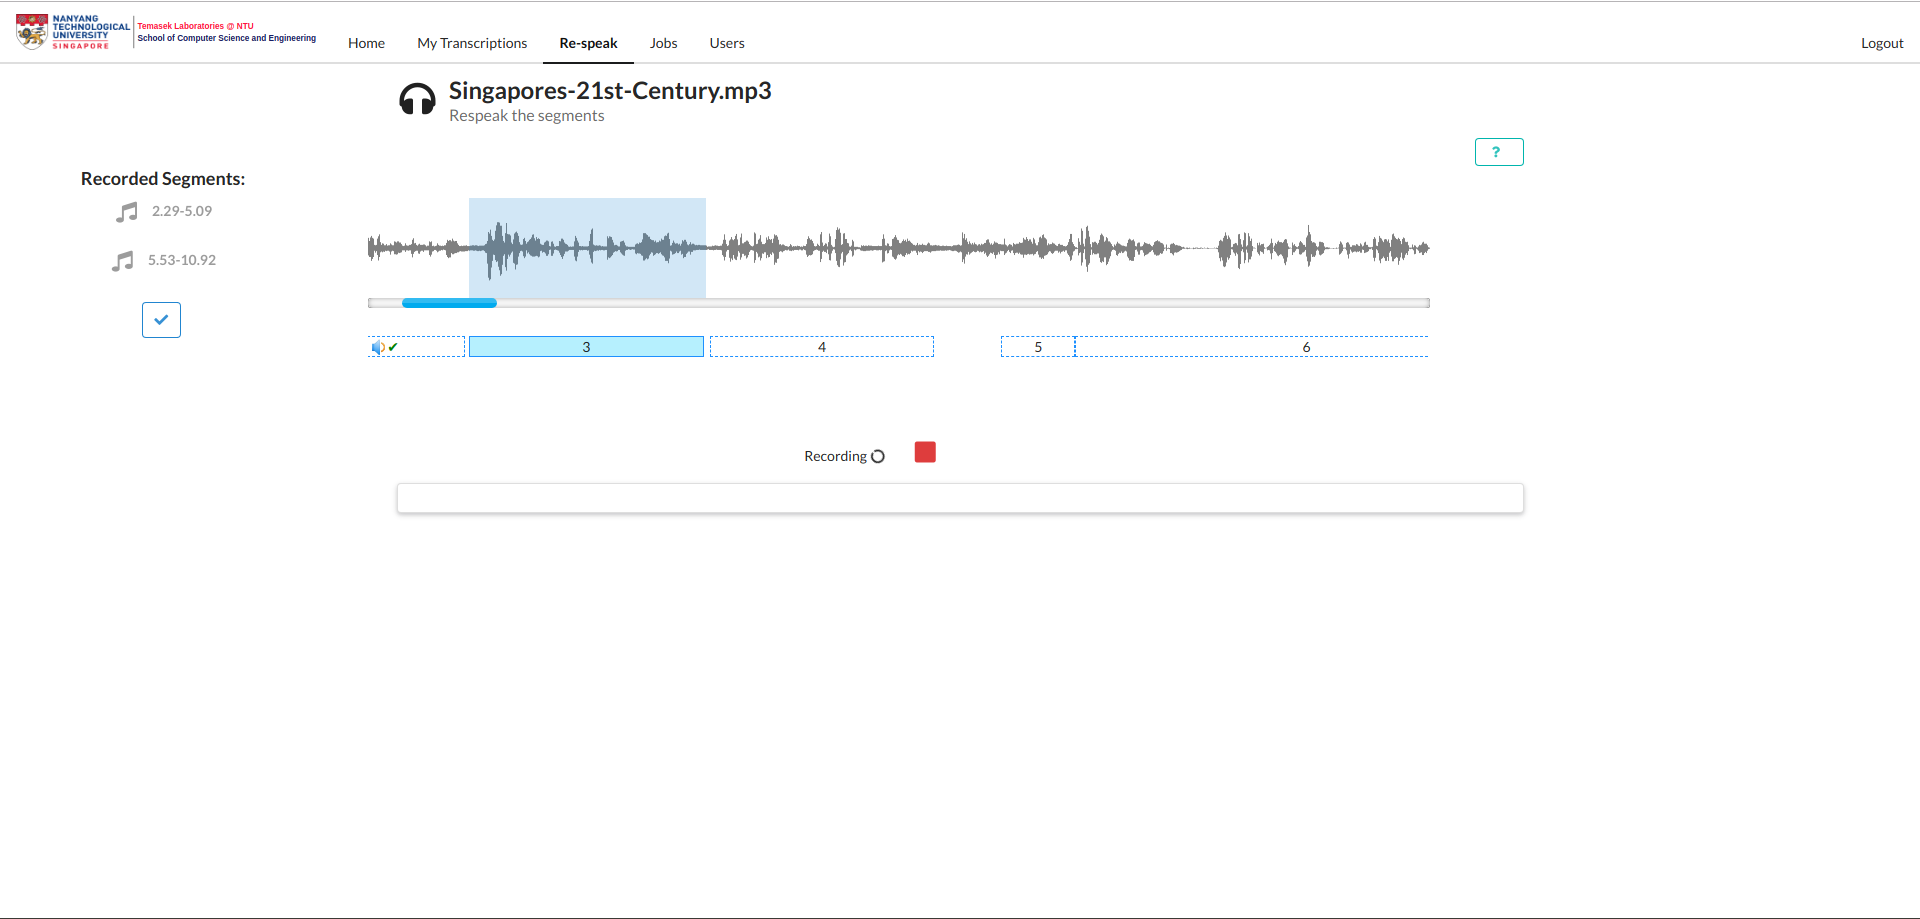 NANYANG
TECHNOLOGICAL
UNIVERSITY
SINGAPORE
Temasek Laboratories @ NTU
School of Computer Science and Engineering
Home My Transcriptions Re-speak Jobs Users Logout
Singapores-21st-Century.mp3
Respeak the segments
?
Recorded Segments:
2.29-5.09
5.53-10.92
3 4 5 6
Recording